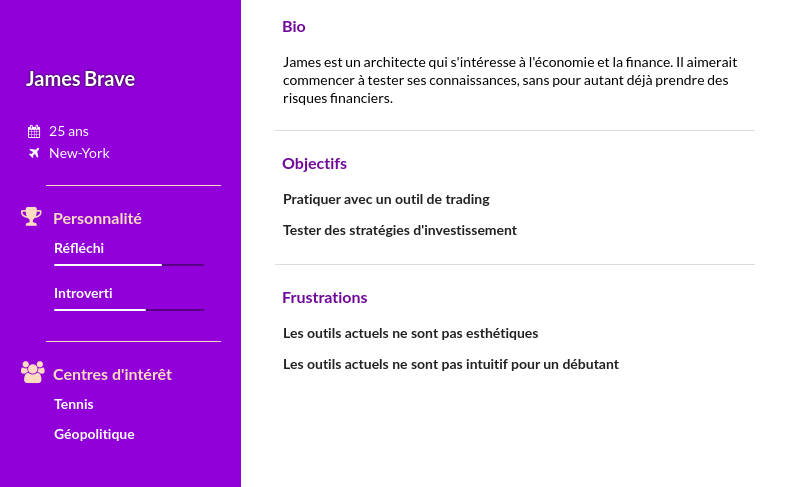 James Brave
25 ans
New-York
Personnalité
Réfléchi
Introverti
Centres d'intérêt
Tennis
Géopolitique
Bio
James est un architecte qui s'intéresse à l'économie et la finance. Il aimerait
commencer à tester ses connaissances, sans pour autant déjà prendre des
risques financiers.
Objectifs
Pratiquer avec un outil de trading
Tester des stratégies d'investissement
Frustrations
Les outils actuels ne sont pas esthétiques
Les outils actuels ne sont pas intuitif pour un débutant